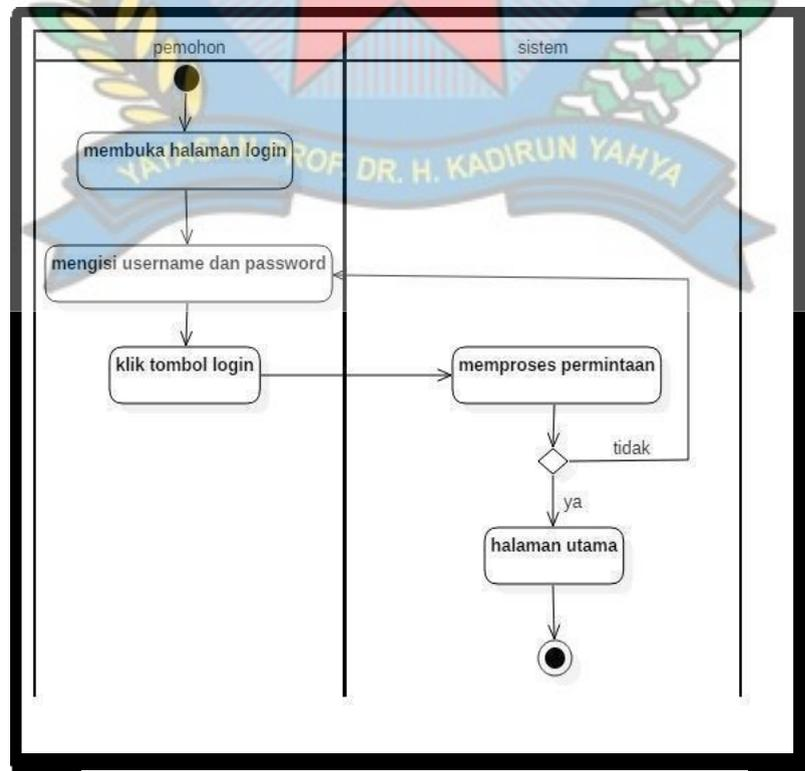 pemohon
sistem
membuka halaman login
YAYASAN PROF. DR. H. KADIRUN YAHYA
mengisi username dan password
klik tombol login
memproses permintaan
tidak
ya
halaman utama